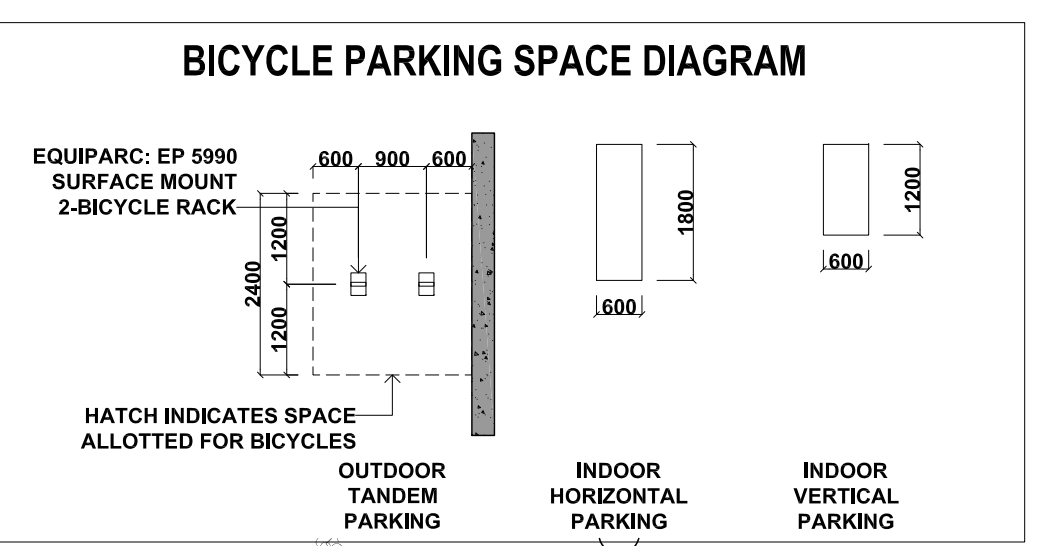 BICYCLE PARKING SPACE DIAGRAM
EQUIPARC: EP 5990
SURFACE MOUNT
2-BICYCLE RACK
600 900 600
2400
1200
1200
HATCH INDICATES SPACE
ALLOTTED FOR BICYCLES
OUTDOOR
TANDEM
PARKING
1800
600
INDOOR
HORIZONTAL
PARKING
1200
600
INDOOR
VERTICAL
PARKING